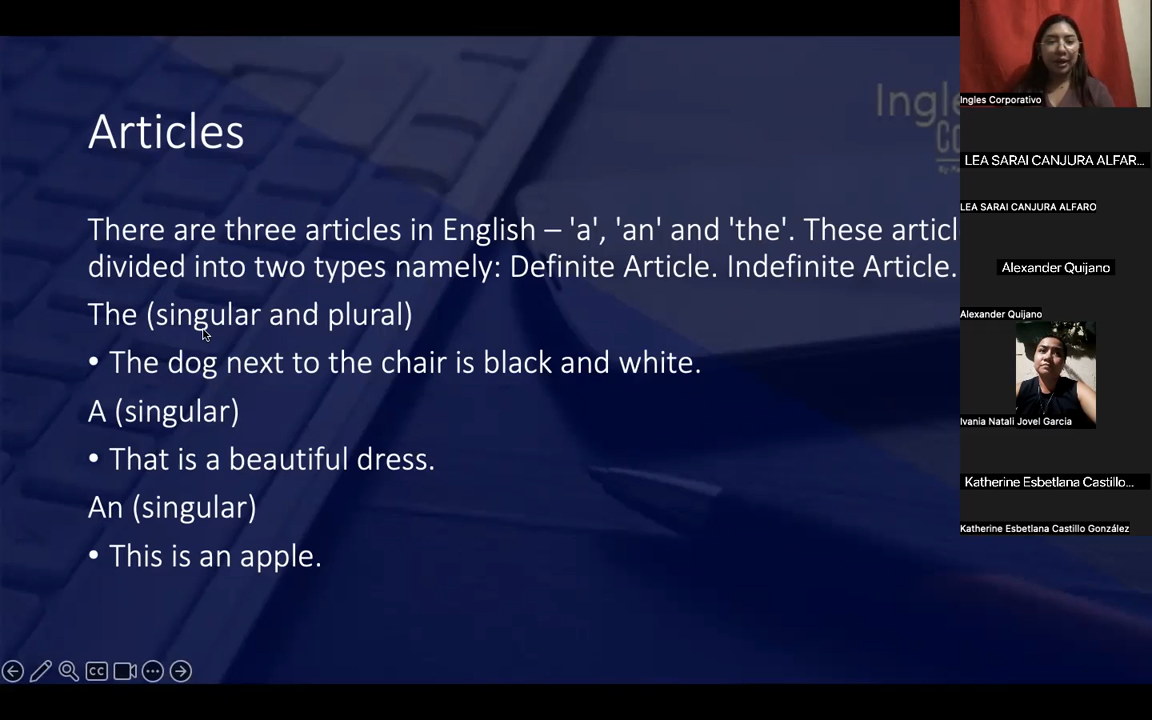 Articles
There are three articles in English – 'a', 'an' and 'the'. These articl
divided into two types namely: Definite Article. Indefinite Article.
The (singular and plural)
• The dog next to the chair is black and white.
A (singular)
• That is a beautiful dress.
An (singular)
• This is an apple.
CC
Ingles Corporativo
LEA SARAI CANJURA ALFAR...
LEA SARAI CANJURA ALFARO
Alexander Quijano
Alexander Quijano
Ivania Natali Jovel Garcia
Katherine Esbetlana Castillo...
Katherine Esbetlana Castillo González